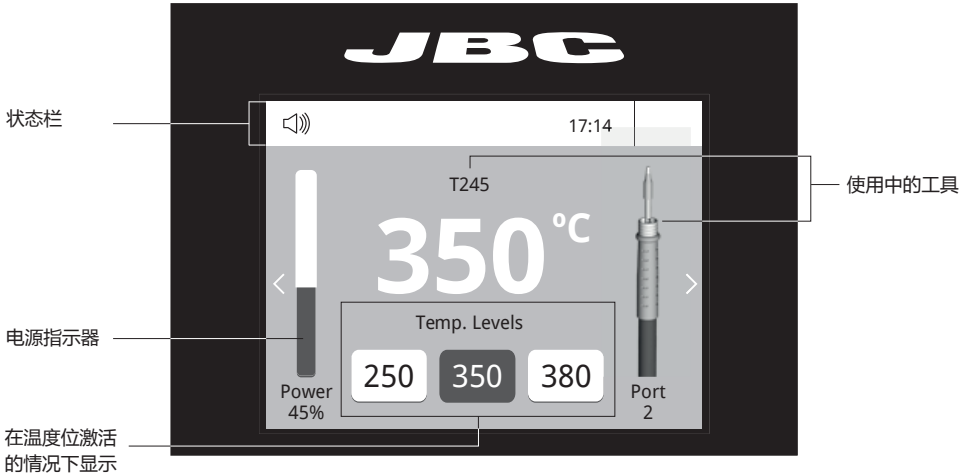 JBC
状态栏
17:14
T245
使用中的工具
350 ºC
Temp. Levels
电源指示器
250 350 380
Power
45%
Port
2
在温度位激活
的情况下显示